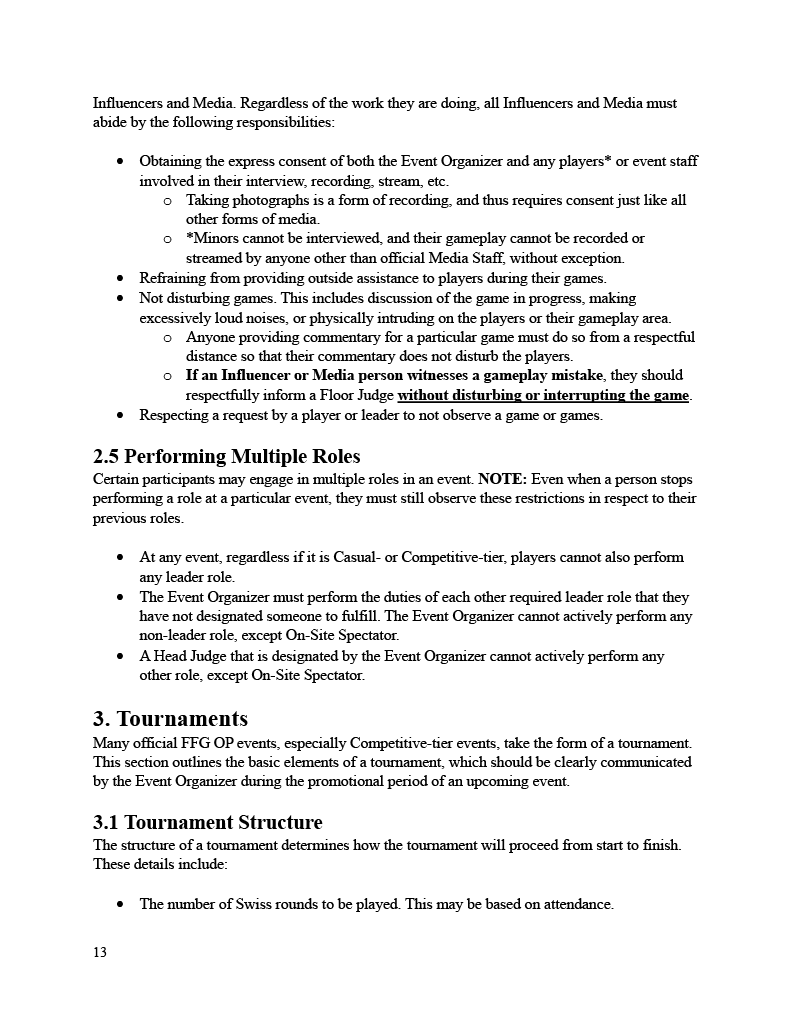 Influencers and Media. Regardless of the work they are doing, all Influencers and Media must
abide by the following responsibilities:
• Obtaining the express consent of both the Event Organizer and any players* or event staff
involved in their interview, recording, stream, etc.
o Taking photographs is a form of recording, and thus requires consent just like all
other forms of media.
o *Minors cannot be interviewed, and their gameplay cannot be recorded or
streamed by anyone other than official Media Staff, without exception.
• Refraining from providing outside assistance to players during their games.
• Not disturbing games. This includes discussion of the game in progress, making
excessively loud noises, or physically intruding on the players or their gameplay area.
o Anyone providing commentary for a particular game must do so from a respectful
distance so that their commentary does not disturb the players.
o If an Influencer or Media person witnesses a gameplay mistake, they should
respectfully inform a Floor Judge without disturbing or interrupting the game.
• Respecting a request by a player or leader to not observe a game or games.
2.5 Performing Multiple Roles
Certain participants may engage in multiple roles in an event. NOTE: Even when a person stops
performing a role at a particular event, they must still observe these restrictions in respect to their
previous roles.
• At any event, regardless if it is Casual- or Competitive-tier, players cannot also perform
any leader role.
• The Event Organizer must perform the duties of each other required leader role that they
have not designated someone to fulfill. The Event Organizer cannot actively perform any
non-leader role, except On-Site Spectator.
• A Head Judge that is designated by the Event Organizer cannot actively perform any
other role, except On-Site Spectator.
3. Tournaments
Many official FFG OP events, especially Competitive-tier events, take the form of a tournament.
This section outlines the basic elements of a tournament, which should be clearly communicated
by the Event Organizer during the promotional period of an upcoming event.
3.1 Tournament Structure
The structure of a tournament determines how the tournament will proceed from start to finish.
These details include:
• The number of Swiss rounds to be played. This may be based on attendance.
13